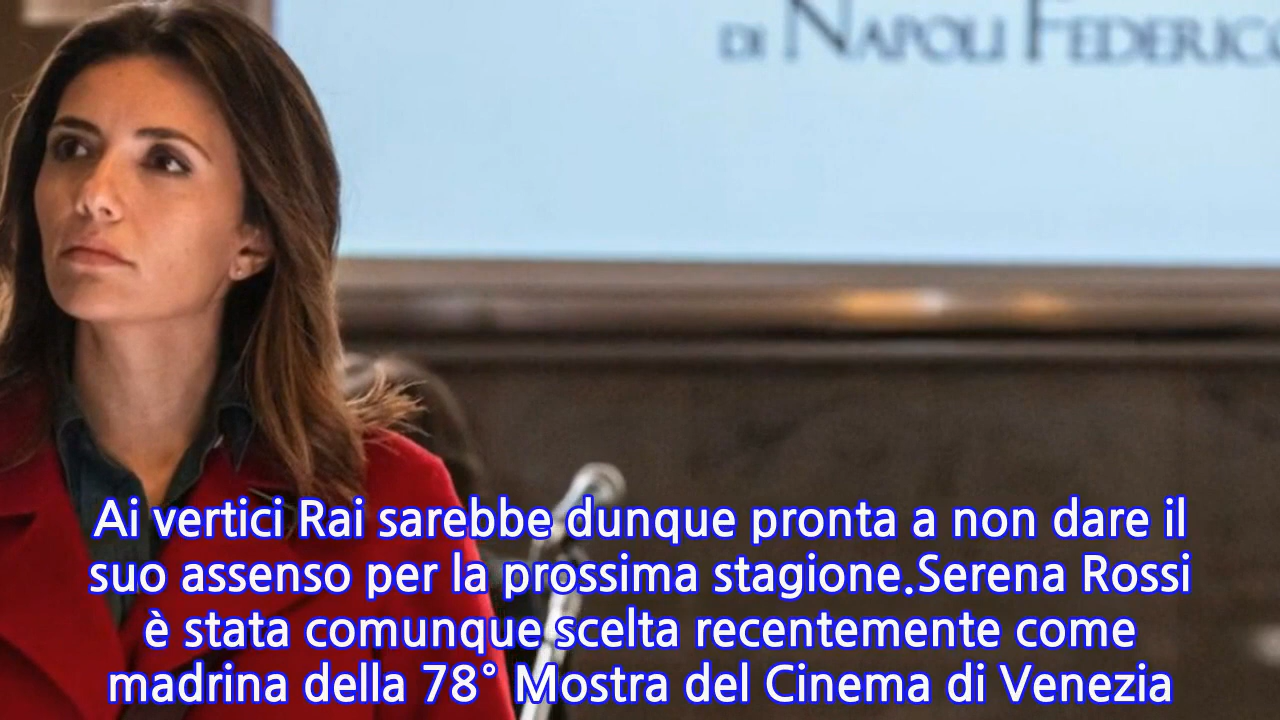 DI NAPOLI FEDERICO
Ai vertici Rai sarebbe dunque pronta a non dare il
suo assenso per la prossima stagione.Serena Rossi
è stata comunque scelta recentemente come
madrina della 78° Mostra del Cinema di Venezia